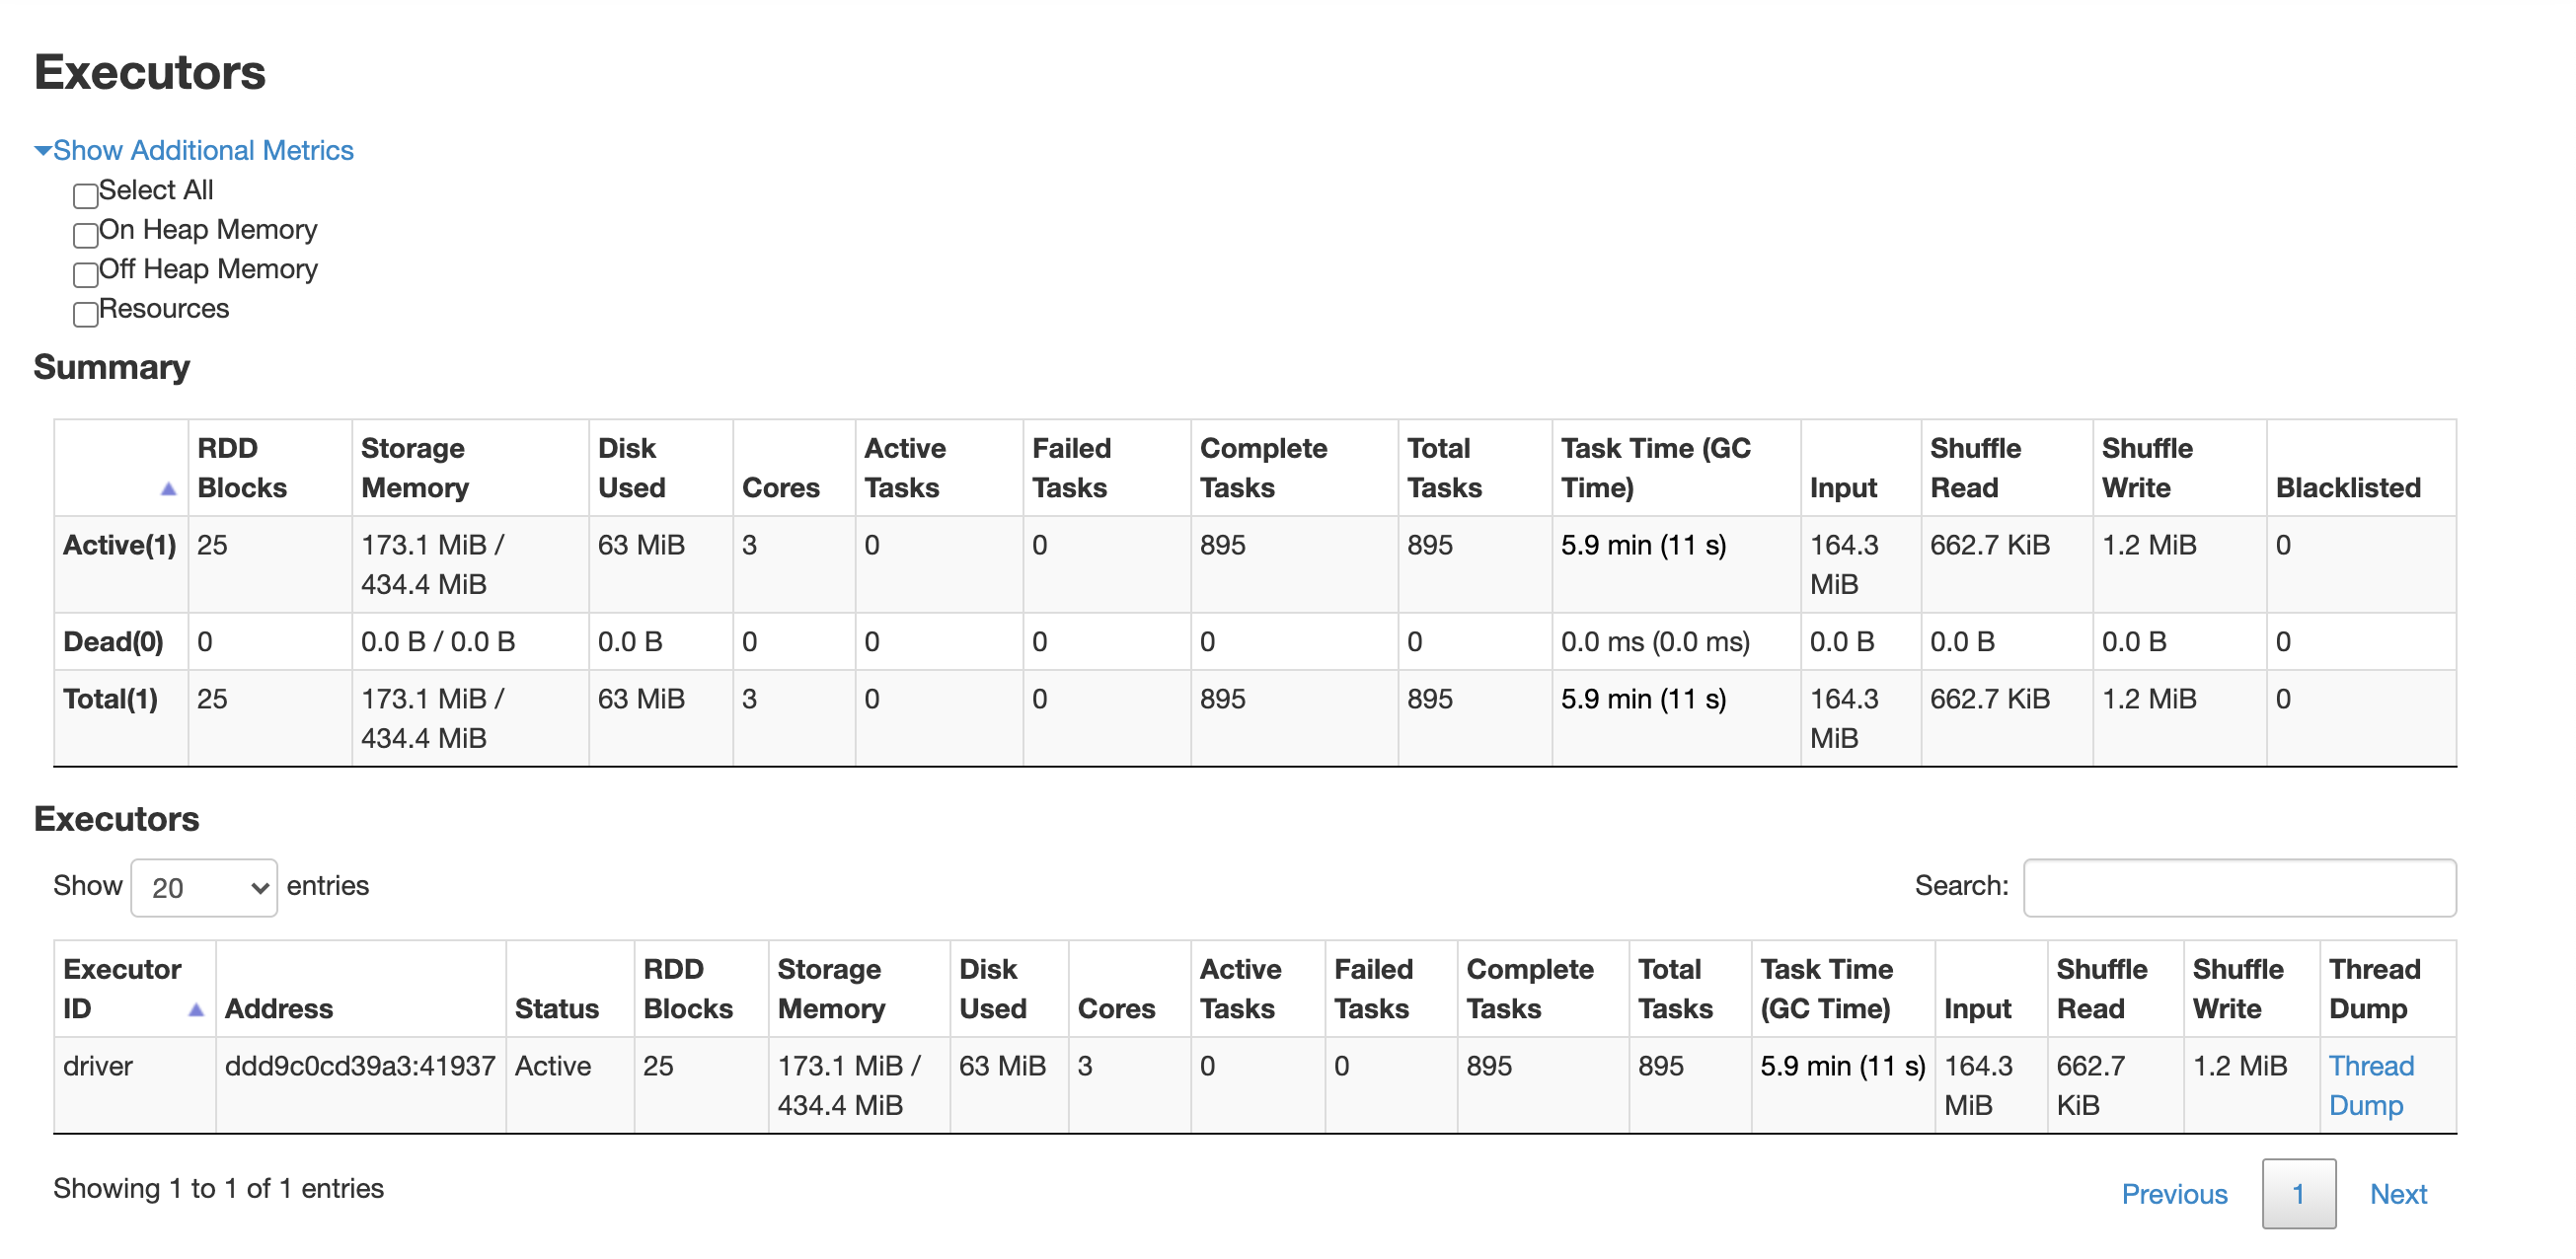 Executors
Show Additional Metrics
Select All
On Heap Memory
Off Heap Memory
Resources
Summary
RDD Blocks Storage Memory Disk Used Cores Active Tasks Failed Tasks Complete Tasks Total Tasks Task Time (GC Time) Input Shuffle Read Shuffle Write Blacklisted
Active(1) 25 173.1 MiB / 434.4 MiB 63 MiB 3 0 0 895 895 5.9 min (11 s) 164.3 MiB 662.7 KiB 1.2 MiB 0
Dead(0) 0 0.0 B / 0.0 B 0.0 B 0 0 0 0 0 0.0 ms (0.0 ms) 0.0 B 0.0 B 0.0 B 0
Total(1) 25 173.1 MiB / 434.4 MiB 63 MiB 3 0 0 895 895 5.9 min (11 s) 164.3 MiB 662.7 KiB 1.2 MiB 0
Executors
Show 20 entries
Search:
Executor ID Address Status RDD Blocks Storage Memory Disk Used Cores Active Tasks Failed Tasks Complete Tasks Total Tasks Task Time (GC Time) Input Shuffle Read Shuffle Write Thread Dump
driver ddd9c0cd39a3:41937 Active 25 173.1 MiB / 434.4 MiB 63 MiB 3 0 0 895 895 5.9 min (11 s) 164.3 MiB 662.7 KiB 1.2 MiB Thread Dump
Showing 1 to 1 of 1 entries
Previous 1 Next